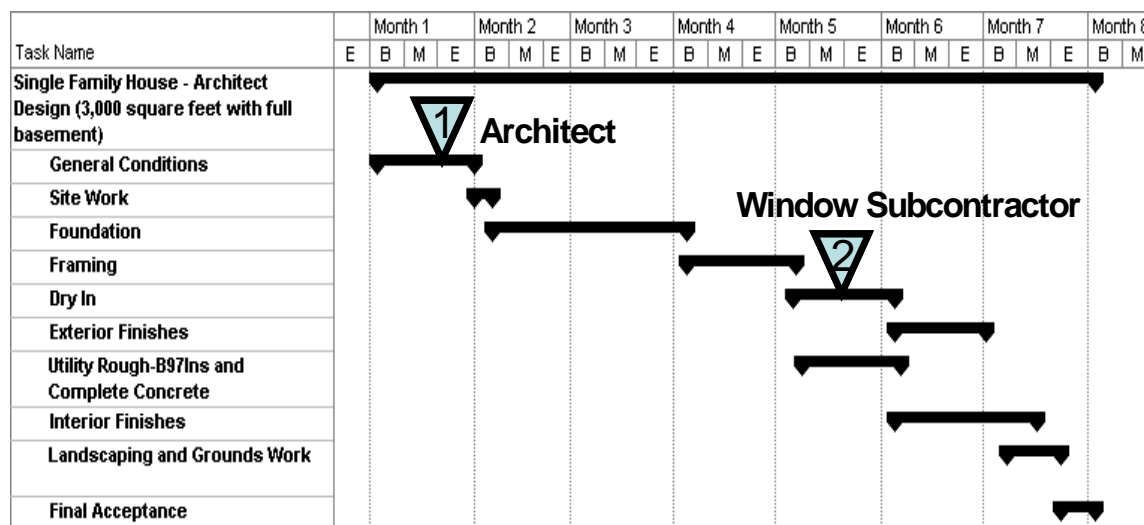 Month 1 Month 2 Month 3 Month 4 Month 5 Month 6 Month 7 Month 8
Task Name E B M E B M E B M E B M E B M E B M E B M E B M
Single Family House - Architect
Design (3,000 square feet with full
basement)
1 Architect
General Conditions
Site Work
Window Subcontractor
Foundation
2
Framing
Dry In
Exterior Finishes
Utility Rough-B97Ins and
Complete Concrete
Interior Finishes
Landscaping and Grounds Work
Final Acceptance